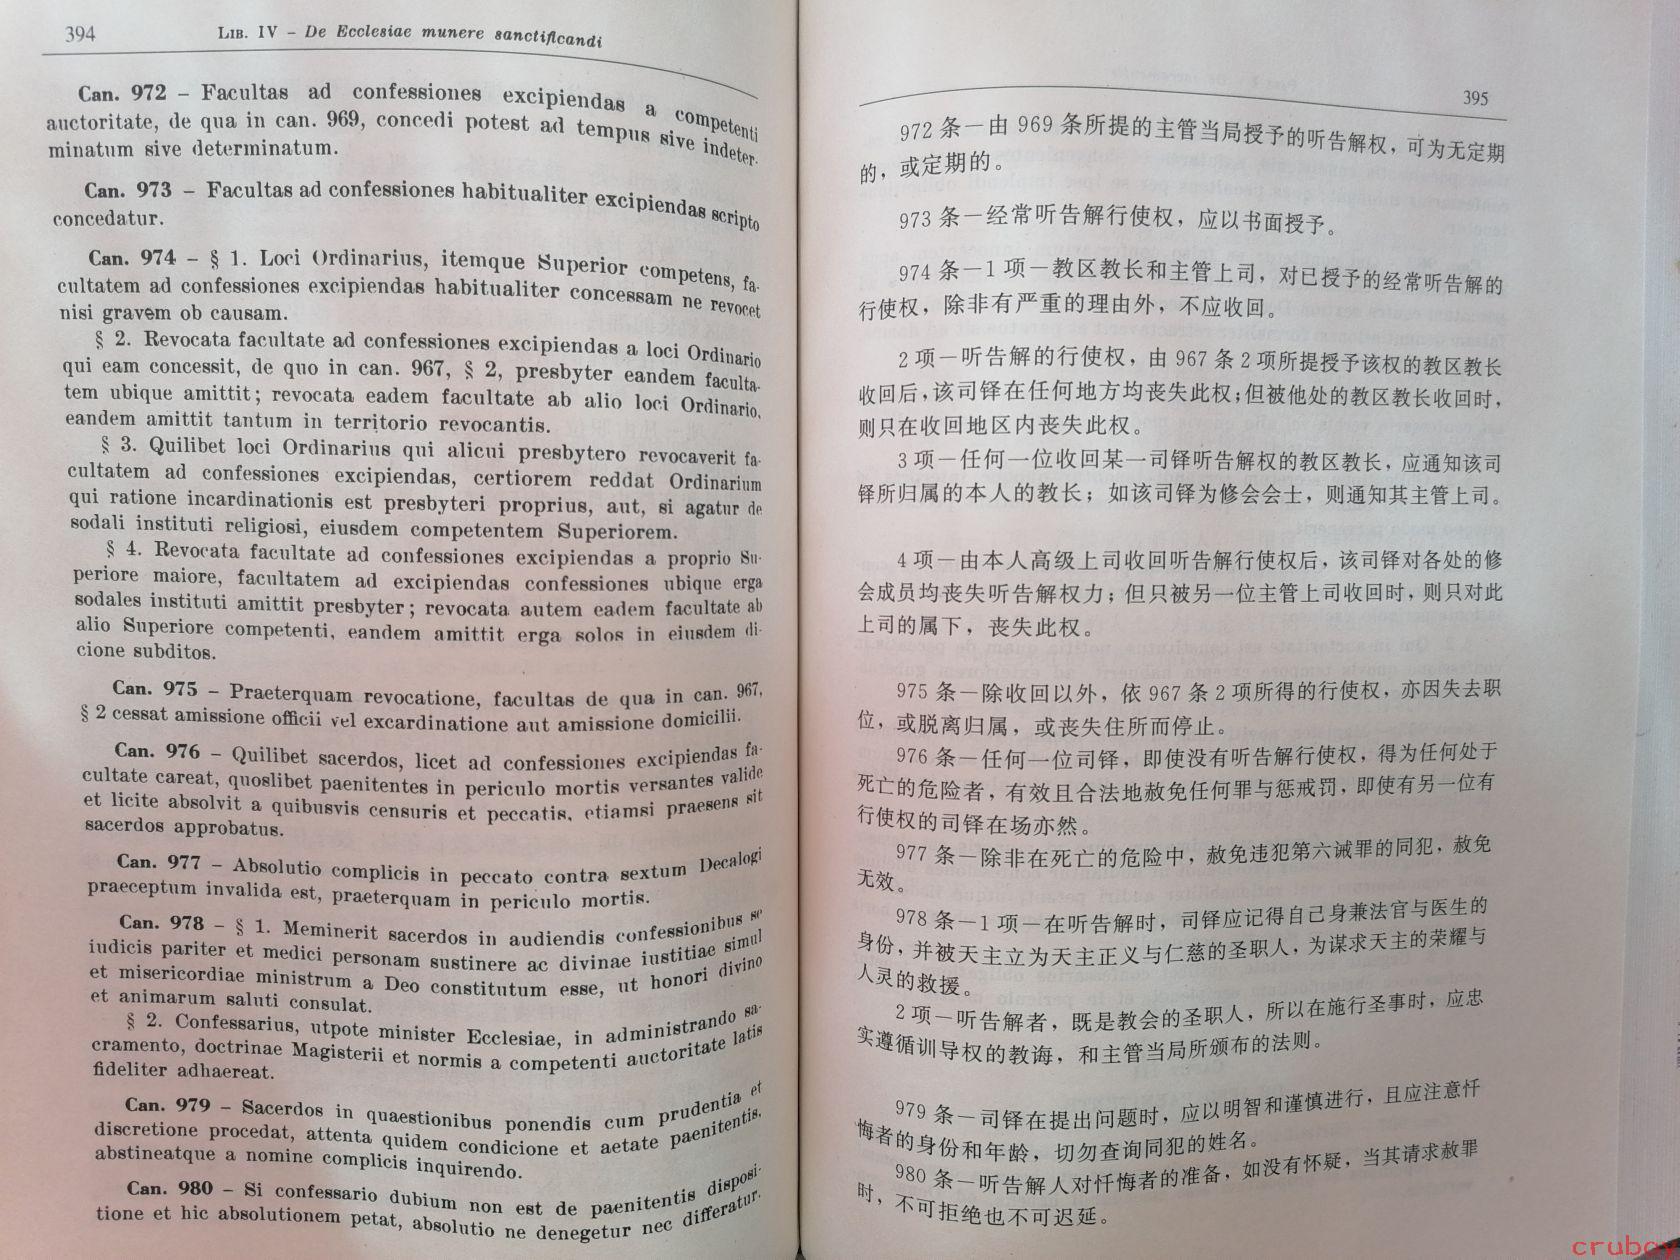 394
LIB. IV – De Ecclesiae munere sanctificandi
Can. 972 – Facultas ad confessiones excipiendas a competenti
auctoritate, de qua in can. 969, concedi potest ad tempus sive indeter-
minatum sive determinatum.
Can. 973 – Facultas ad confessiones habitualiter excipiendas scripto
concedatur.
Can. 974 – § 1. Loci Ordinarius, itemque Superior competens, fa-
cultatem ad confessiones excipiendas habitualiter concessam ne revocet
nisi gravem ob causam.
§ 2. Revocata facultate ad confessiones excipiendas a loci Ordinario
qui eam concessit, de quo in can. 967, § 2, presbyter eandem faculta-
tem ubique amittit; revocata eadem facultate ab alio loci Ordinario,
eandem amittit tantum in territorio revocantis.
§ 3. Quilibet loci Ordinarius qui alicui presbytero revocaverit fa-
cultatem ad confessiones excipiendas, certiorem reddat Ordinarium
qui ratione incardinationis est presbyteri proprius, aut, si agatur de
sodali instituti religiosi, eiusdem competentem Superiorem.
§ 4. Revocata facultate ad confessiones excipiendas a proprio Su-
periore maiore, facultatem ad excipiendas confessiones ubique erga
sodales instituti amittit presbyter; revocata autem eadem facultate ab
alio Superiore competenti, eandem amittit erga solos in eiusdem di-
cione subditos.
Can. 975 – Praeterquam revocatione, facultas de qua in can. 967,
§ 2 cessat amissione officii vel excardinatione aut amissione domicilii.
Can. 976 – Quilibet sacerdos, licet ad confessiones excipiendas fa-
cultate careat, quoslibet paenitentes in periculo mortis versantes valide
et licite absolvit a quibusvis censuris et peccatis, etiamsi praesens sit
sacerdos approbatus.
Can. 977 – Absolutio complicis in peccato contra sextum Decalogi
praeceptum invalida est, praeterquam in periculo mortis.
Can. 978 – § 1. Meminerit sacerdos in audiendis confessionibus se
iudicis pariter et medici personam sustinere ac divinae iustitiae simul
et misericordiae ministrum a Deo constitutum esse, ut honori divino
et animarum saluti consulat.
§ 2. Confessarius, utpote minister Ecclesiae, in administrando sa-
cramento, doctrinae Magisterii et normis a competenti auctoritate latis
fideliter adhaereat.
Can. 979 – Sacerdos in quaestionibus ponendis cum prudentia et
discretione procedat, attenta quidem condicione et aetate paenitentis,
abstineatque a nomine complicis inquirendo.
Can. 980 – Si confessario dubium non est de paenitentis disposi-
tione et hic absolutionem petat, absolutio ne denegetur nec differatur.
395
972 条－由 969 条所提的主管当局授予的听告解权，可为无定期
的，或定期的。
973 条－经常听告解行使权，应以书面授予。
974 条－1 项－教区教长和主管上司，对已授予的经常听告解的
行使权，除非有严重的理由外，不应收回。
2 项－听告解的行使权，由 967 条 2 项所提授予该权的教区教长
收回后，该司铎在任何地方均丧失此权；但被他处的教区教长收回时，
则只在收回地区内丧失此权。
3 项－任何一位收回某一司铎听告解权的教区教长，应通知该司
铎所归属的本人的教长；如该司铎为修会会士，则通知其主管上司。
4 项－由本人高级上司收回听告解行使权后，该司铎对各处的修
会成员均丧失听告解权力；但只被另一位主管上司收回时，则只对此
上司的属下，丧失此权。
975 条－除收回以外，依 967 条 2 项所得的行使权，亦因失去职
位，或脱离归属，或丧失住所而停止。
976 条－任何一位司铎，即使没有听告解行使权，得为任何处于
死亡的危险者，有效且合法地赦免任何罪与惩戒罚，即使有另一位有
行使权的司铎在场亦然。
977 条－除非在死亡的危险中，赦免违犯第六诫罪的同犯，赦免
无效。
978 条－1 项－在听告解时，司铎应记得自己身兼法官与医生的
身份，并被天主立为天主正义与仁慈的圣职人，为谋求天主的荣耀与
人灵的救援。
2 项－听告解者，既是教会的圣职人，所以在施行圣事时，应忠
实遵循训导权的教诲，和主管当局所颁布的法则。
979 条－司铎在提出问题时，应以明智和谨慎进行，且应注意忏
悔者的身份和年龄，切勿查询同犯的姓名。
980 条－听告解人对忏悔者的准备，如没有怀疑，当其请求赦罪
时，不可拒绝也不可迟延。